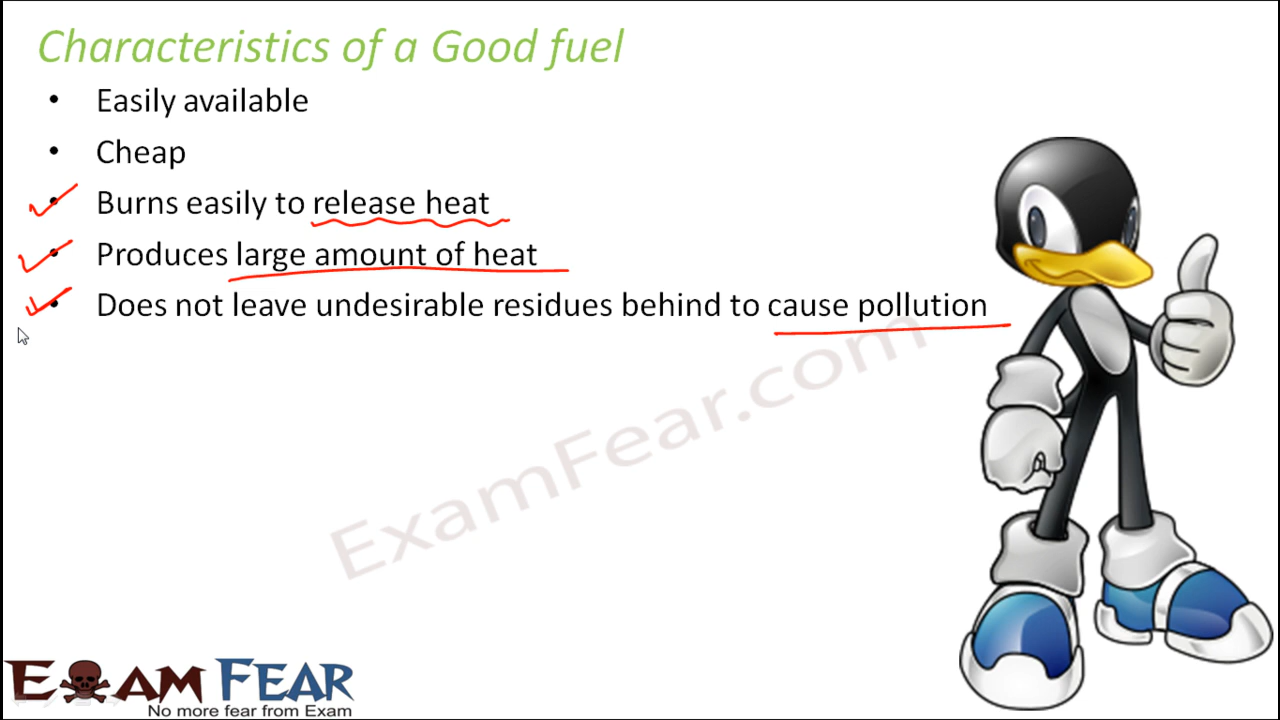 Characteristics of a Good fuel
• Easily available
• Cheap
• Burns easily to release heat
• Produces large amount of heat
• Does not leave undesirable residues behind to cause pollution
ExamFear.com
EXAM FEAR
No more fear from Exam